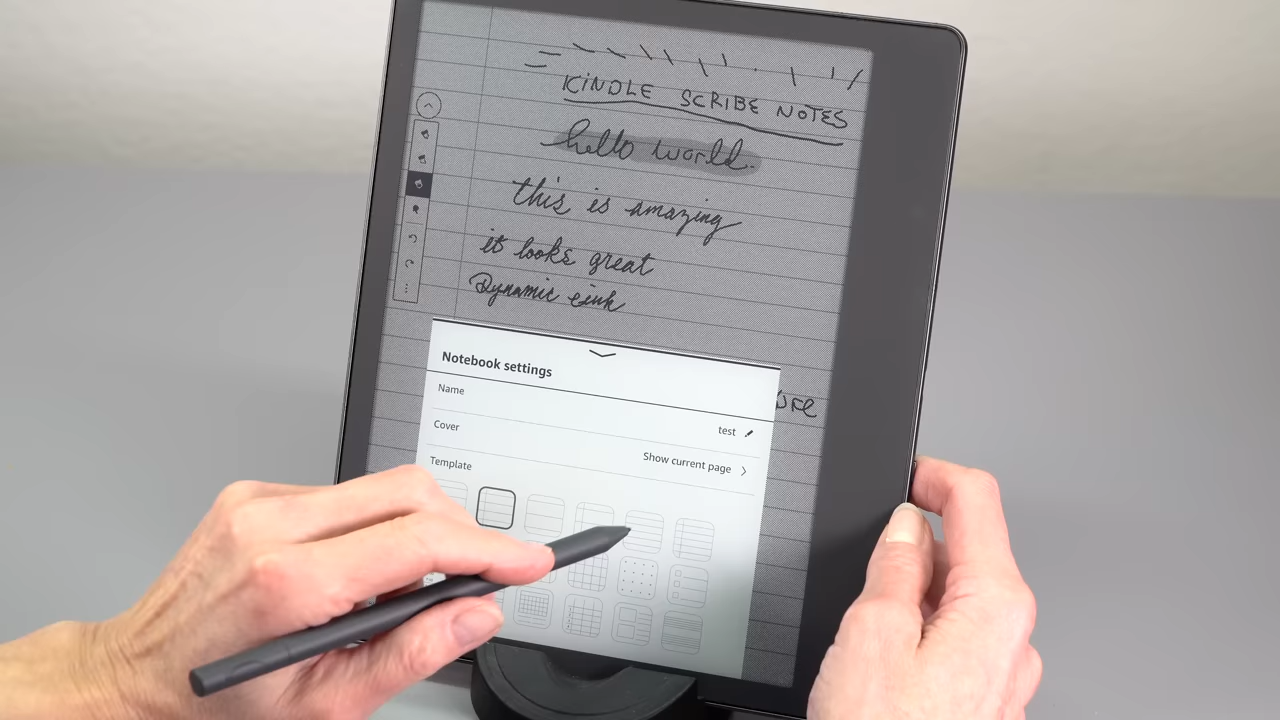 KINDLE SCRIBE NOTES
hello world.
this is amazing
it looks great
Dynamic eink
Notebook settings
Name
test
Cover
Show current page
Template